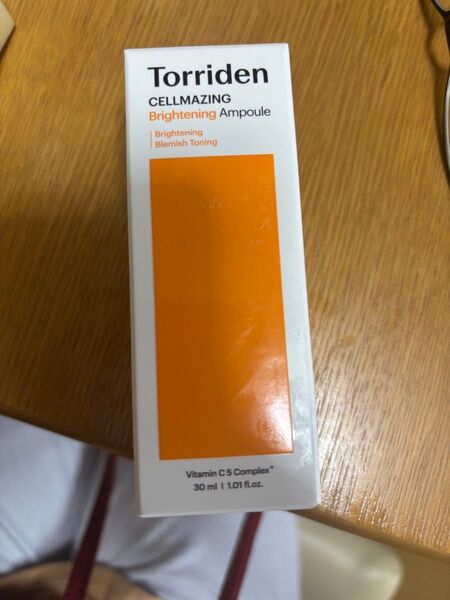 Torriden
CELLMAZING
Brightening Ampoule
Brightening
Blemish Toning
Vitamin C 5 Complex*
30 ml | 1.01 fl.oz.